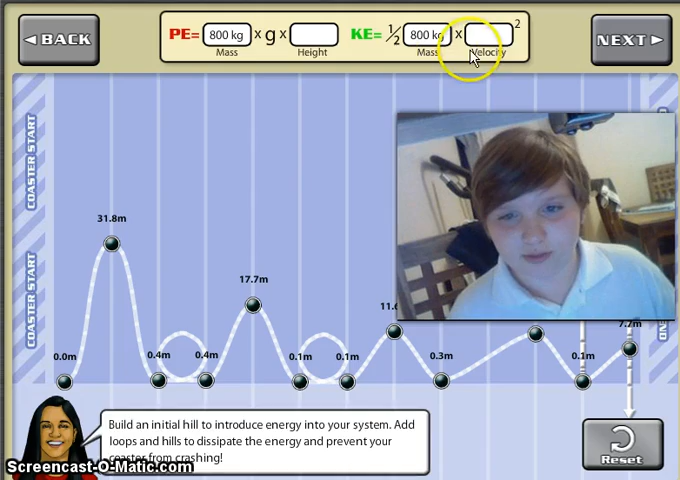 BACK
PE= 800 kg x g x KE= 1/2 800 kg x 2
Mass Height Mass Velocity
NEXT
COASTER START
COASTER START
31.8m
17.7m
0.0m
0.4m
0.4m
0.1m
0.1m
0.3m
0.1m
7.2m
Build an initial hill to introduce energy into your system. Add
loops and hills to dissipate the energy and prevent your
coaster from crashing!
Reset
Screencast-O-Matic.com